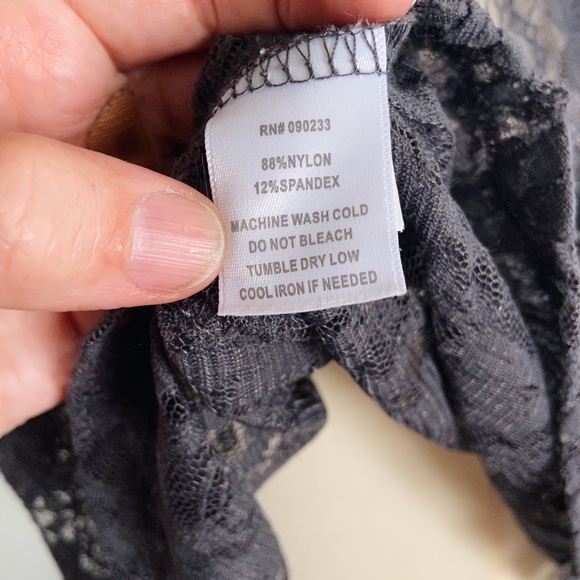 RN# 090233
88%NYLON
12%SPANDEX
MACHINE WASH COLD
DO NOT BLEACH
TUMBLE DRY LOW
COOL IRON IF NEEDED